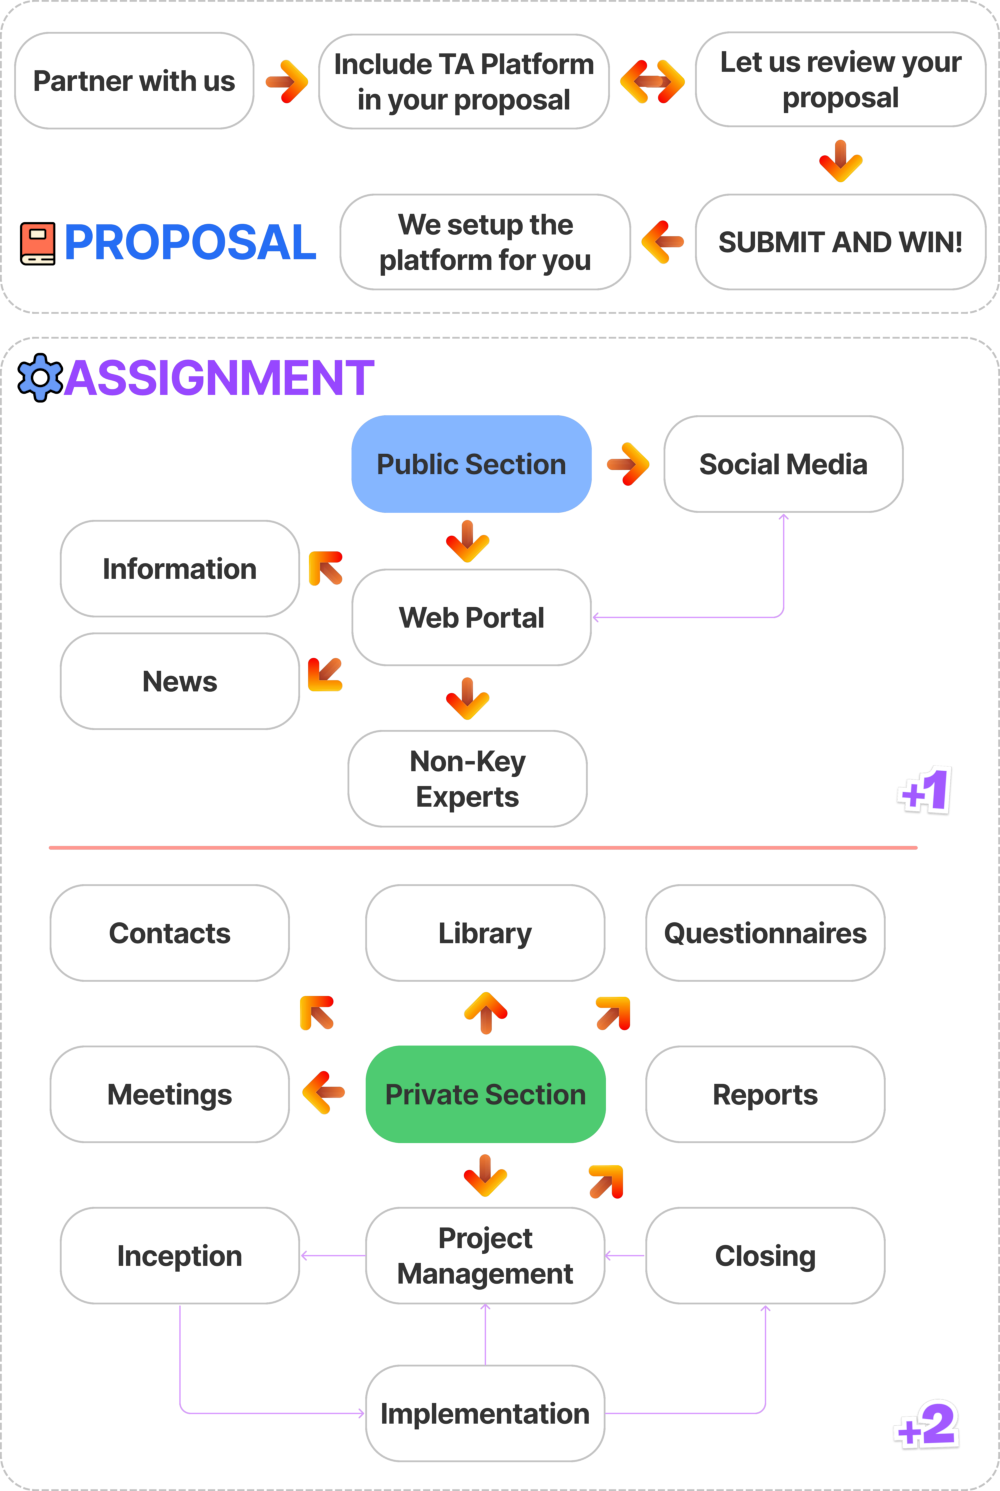 Partner with us
Include TA Platform
in your proposal
Let us review your
proposal
PROPOSAL
We setup the
platform for you
SUBMIT AND WIN!
ASSIGNMENT
Public Section
Social Media
Information
Web Portal
News
Non-Key
Experts
+1
Contacts
Library
Questionnaires
Meetings
Private Section
Reports
Inception
Project
Management
Closing
Implementation
+2